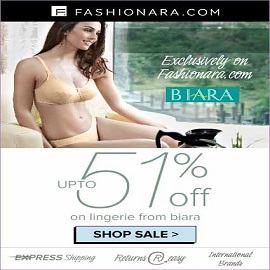 F FASHIONARA.COM
Exclusively on
Fashionara.com
BIARA
UPTO 51% off
on lingerie from biara
SHOP SALE >
EXPRESS Shipping
Returns R easy
International
Brands